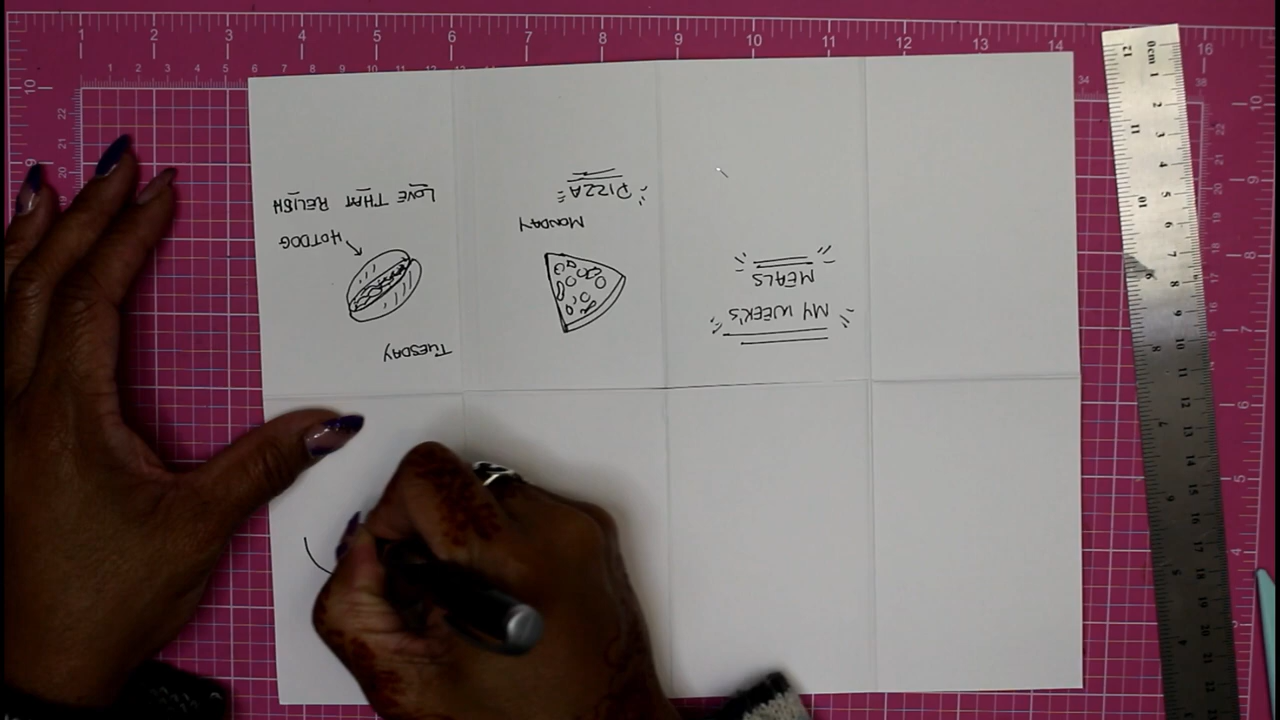 MY WEEK'S
MEALS
MONDAY
PIZZA
TUESDAY
HOTDOG
LOVE THAT RELISH